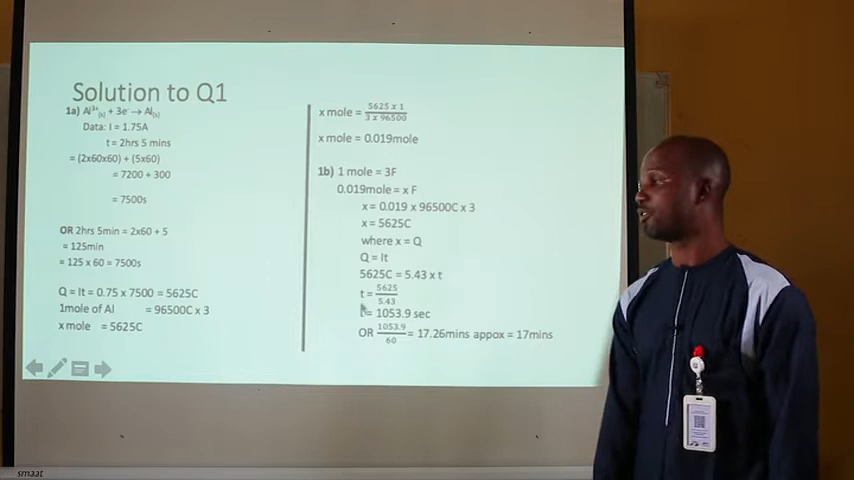 Solution to Q1
1a) Al³⁺₍ₛ₎ + 3e⁻ → Al₍ₛ₎
Data: I = 1.75A
t = 2hrs 5 mins
= (2x60x60) + (5x60)
= 7200 + 300
= 7500s
OR 2hrs 5min = 2x60 + 5
= 125min
= 125 x 60 = 7500s
Q = It = 0.75 x 7500 = 5625C
1mole of Al = 96500C x 3
x mole = 5625C
x mole = 5625 x 1 / 3 x 96500
x mole = 0.019mole
1b) 1 mole = 3F
0.019mole = x F
x = 0.019 x 96500C x 3
x = 5625C
where x = Q
Q = It
5625C = 5.43 x t
t = 5625 / 5.43
t = 1053.9 sec
OR 1053.9 / 60 = 17.26mins appox = 17mins
smaat